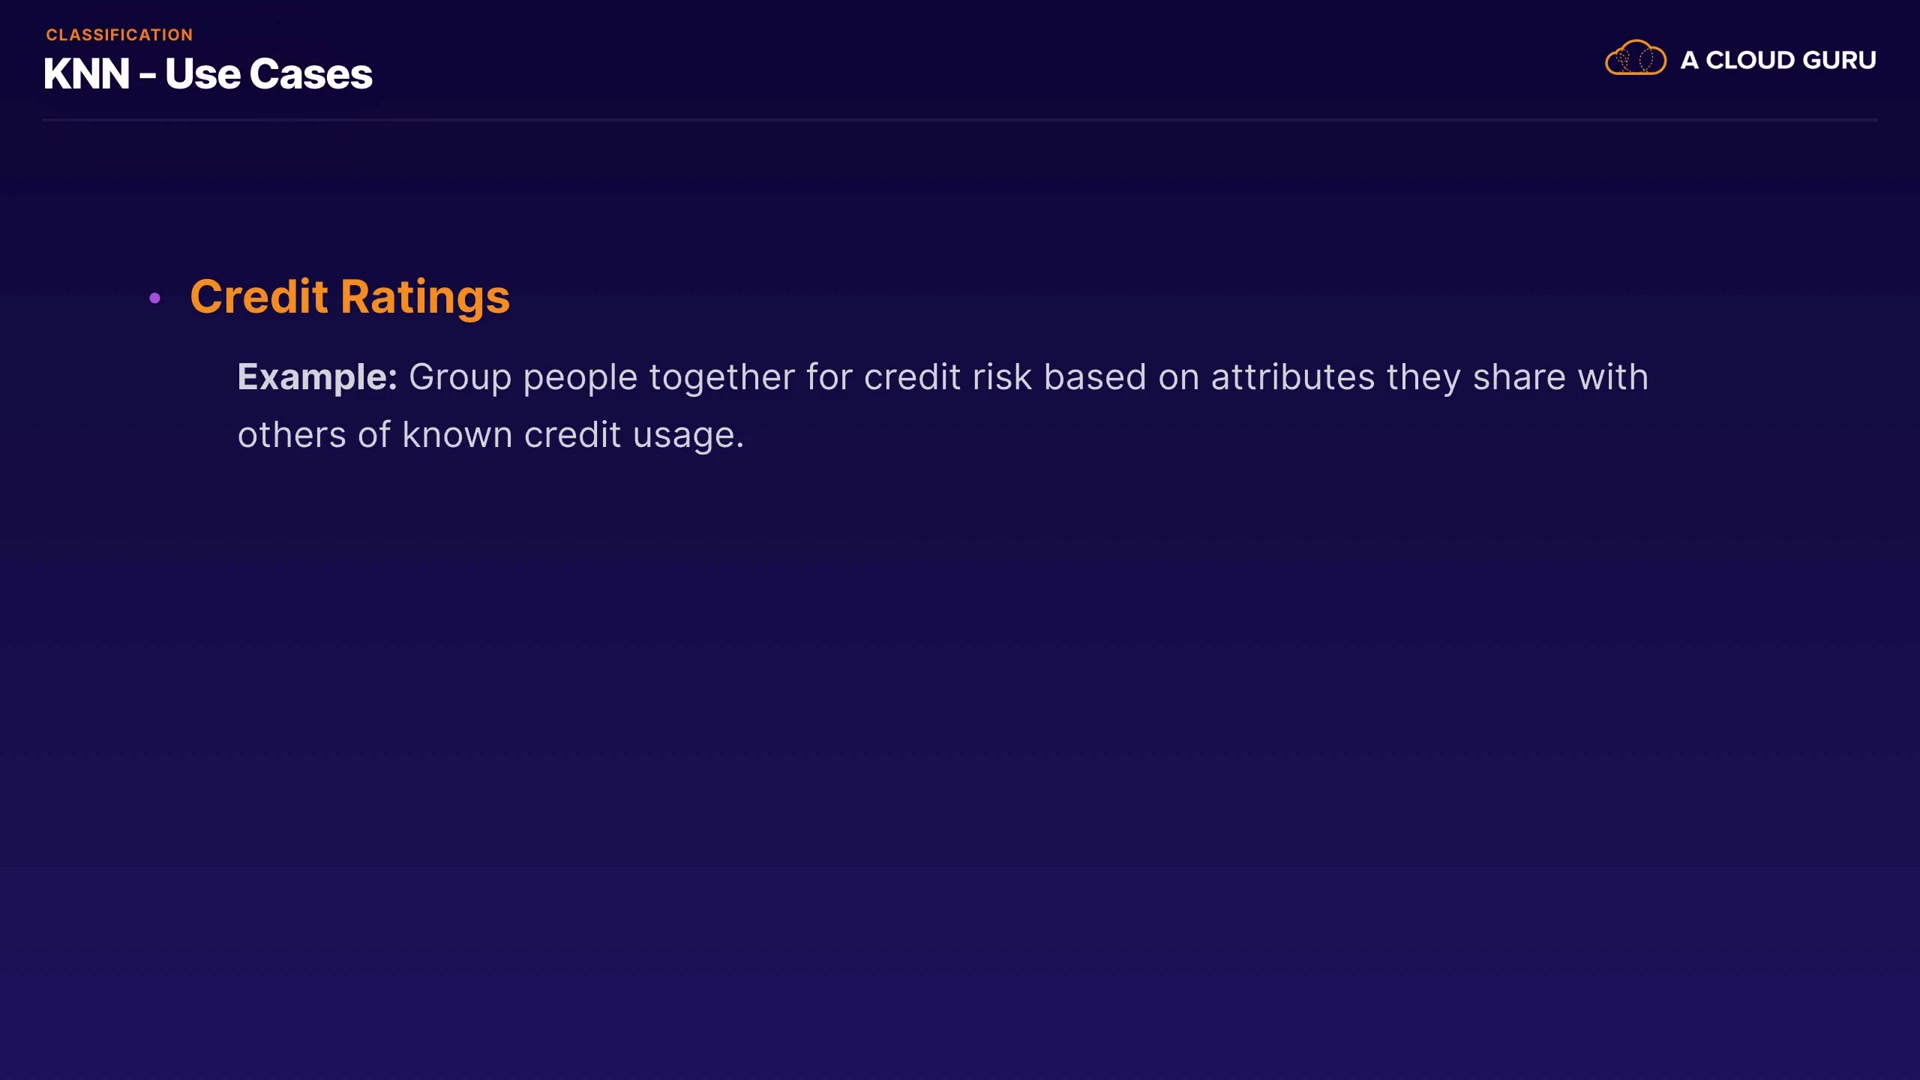 CLASSIFICATION
KNN - Use Cases
A CLOUD GURU
• Credit Ratings
Example: Group people together for credit risk based on attributes they share with
others of known credit usage.